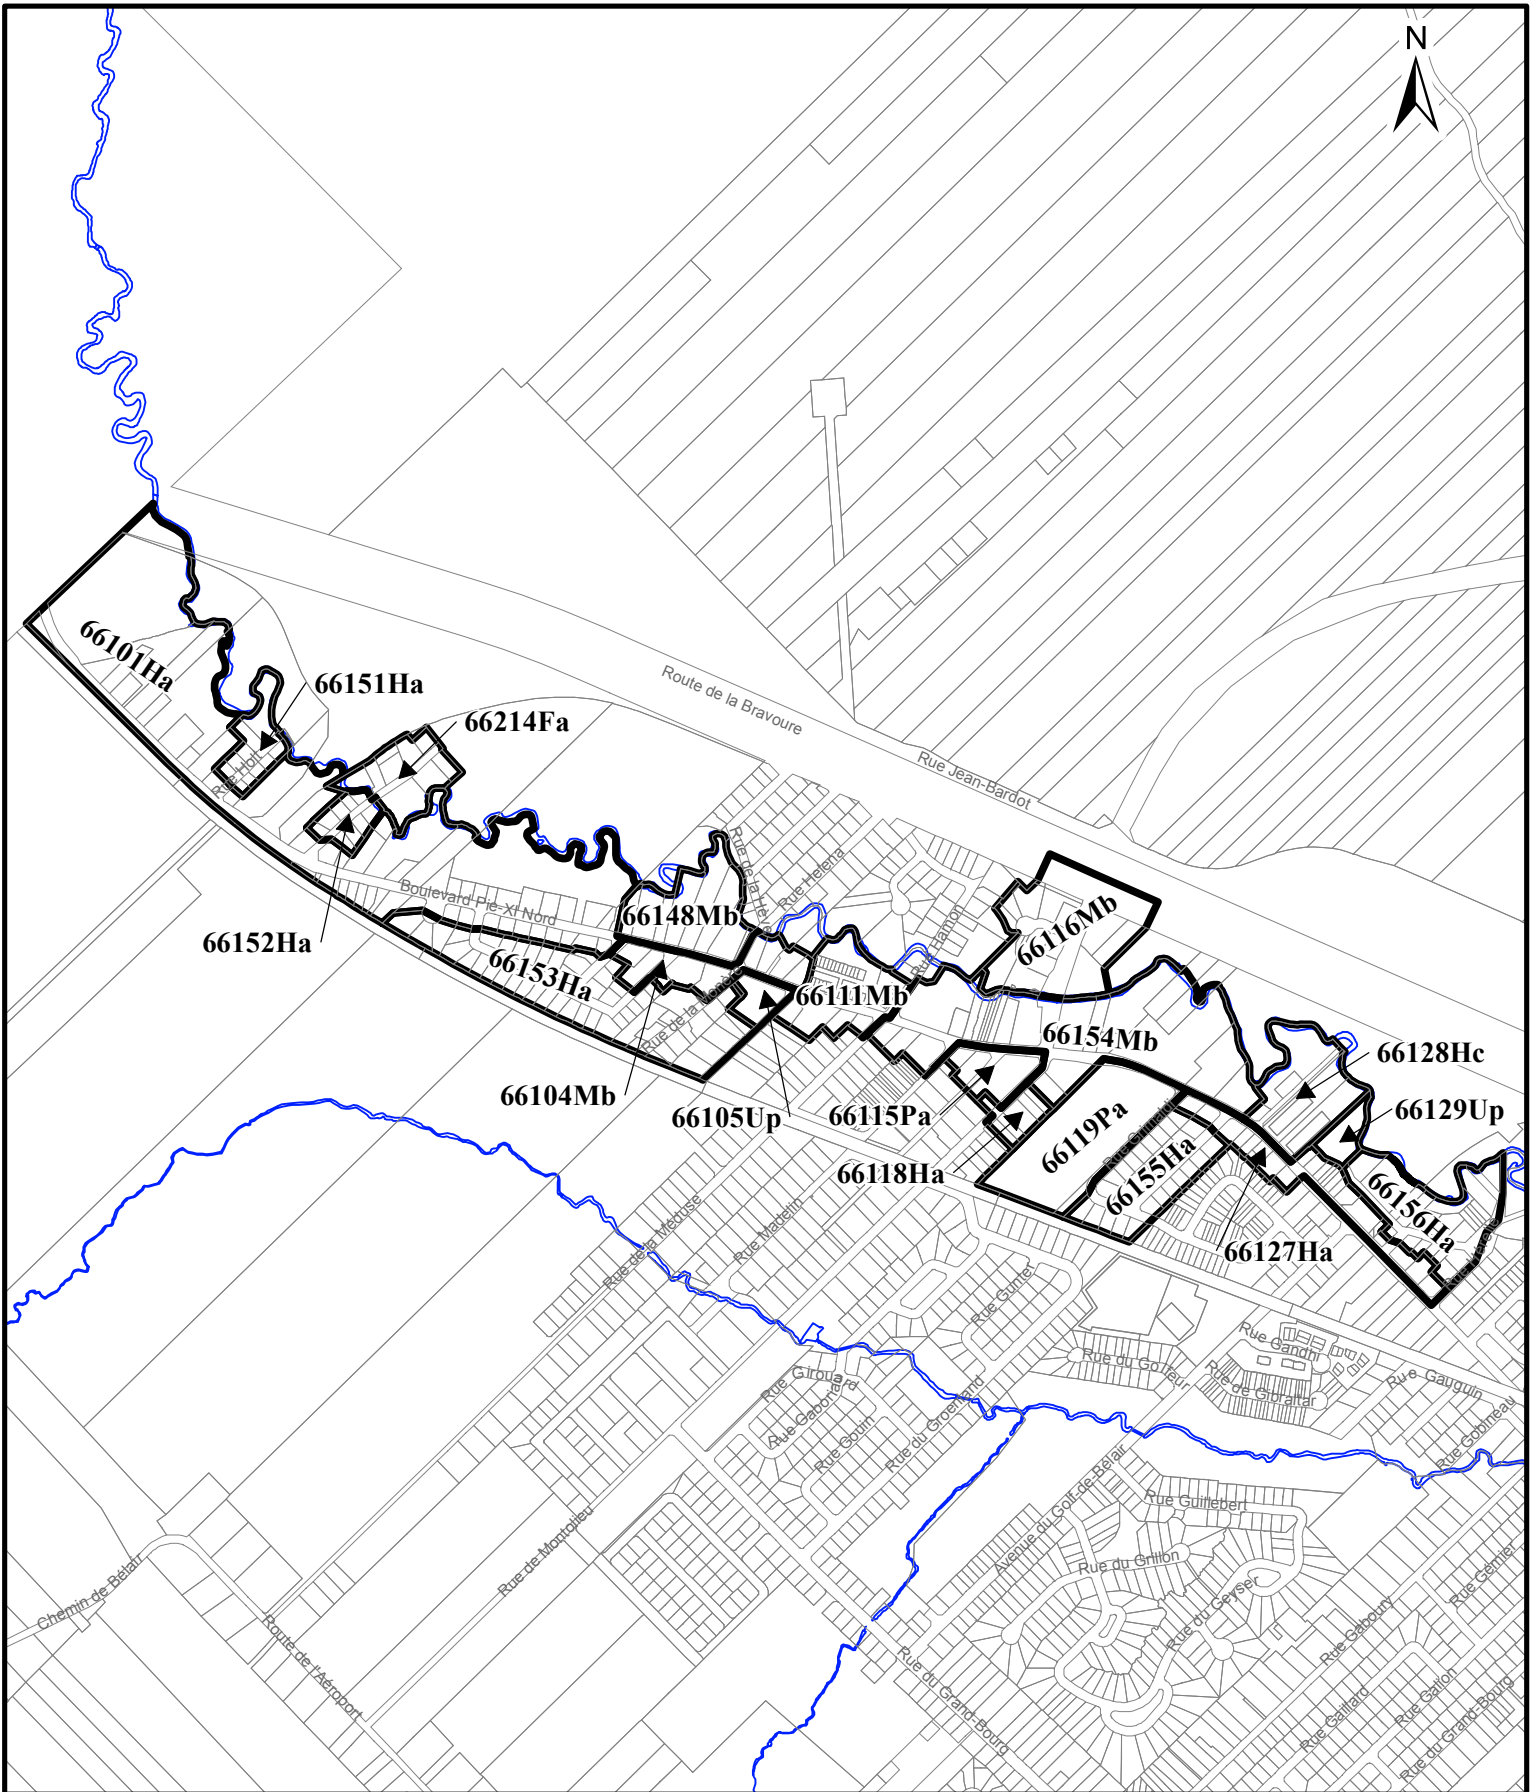 N
66101Ha
66151Ha
66214Fa
Route de la Bravoure
Rue Jean-Bardot
Rue Helena
Rue Hamon
Boulevard Pie-XI Nord
66148Mb
66116Mb
66152Ha
66153Ha
66111Mb
66154Mb
66128Hc
66104Mb
66105Up
66115Pa
66119Pa
66129Up
66118Ha
66155Ha
66156Ha
66127Ha
Rue de la Méduse
Rue Madelin
Rue Gunter
Rue Gandhi
Rue du Golfeur
Rue de Gibraltar
Rue Gauguin
Rue Girouard
Rue Gaboriau
Rue Gouin
Rue du Groenland
Rue Gobineau
Avenue du Golf-de-Bélair
Rue Guillebert
Rue de Montolieu
Rue du Grillon
Rue du Geyser
Rue Gémier
Chemin de Bélair
Route de l'Aéroport
Rue Gaboury
Rue du Grand-Bourg
Rue Gaillard
Rue Galion
Rue du Grand-Bourg